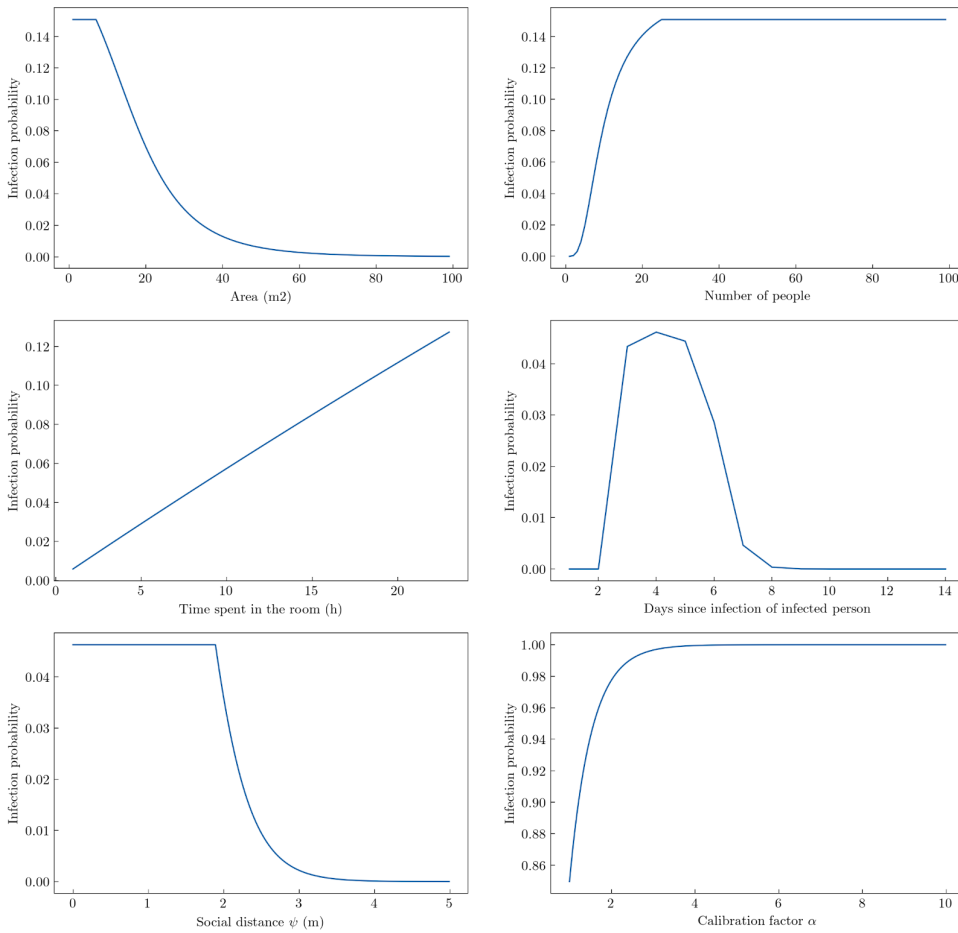 0.14
0.12
0.10
0.08
0.06
0.04
0.02
0.00
Infection probability
0 20 40 60 80 100
Area (m2)
0.14
0.12
0.10
0.08
0.06
0.04
0.02
0.00
Infection probability
0 20 40 60 80 100
Number of people
0.12
0.10
0.08
0.06
0.04
0.02
0.00
Infection probability
0 5 10 15 20
Time spent in the room (h)
0.04
0.03
0.02
0.01
0.00
Infection probability
2 4 6 8 10 12 14
Days since infection of infected person
0.04
0.03
0.02
0.01
0.00
Infection probability
0 1 2 3 4 5
Social distance ψ (m)
1.00
0.98
0.96
0.94
0.92
0.90
0.88
0.86
Infection probability
2 4 6 8 10
Calibration factor α